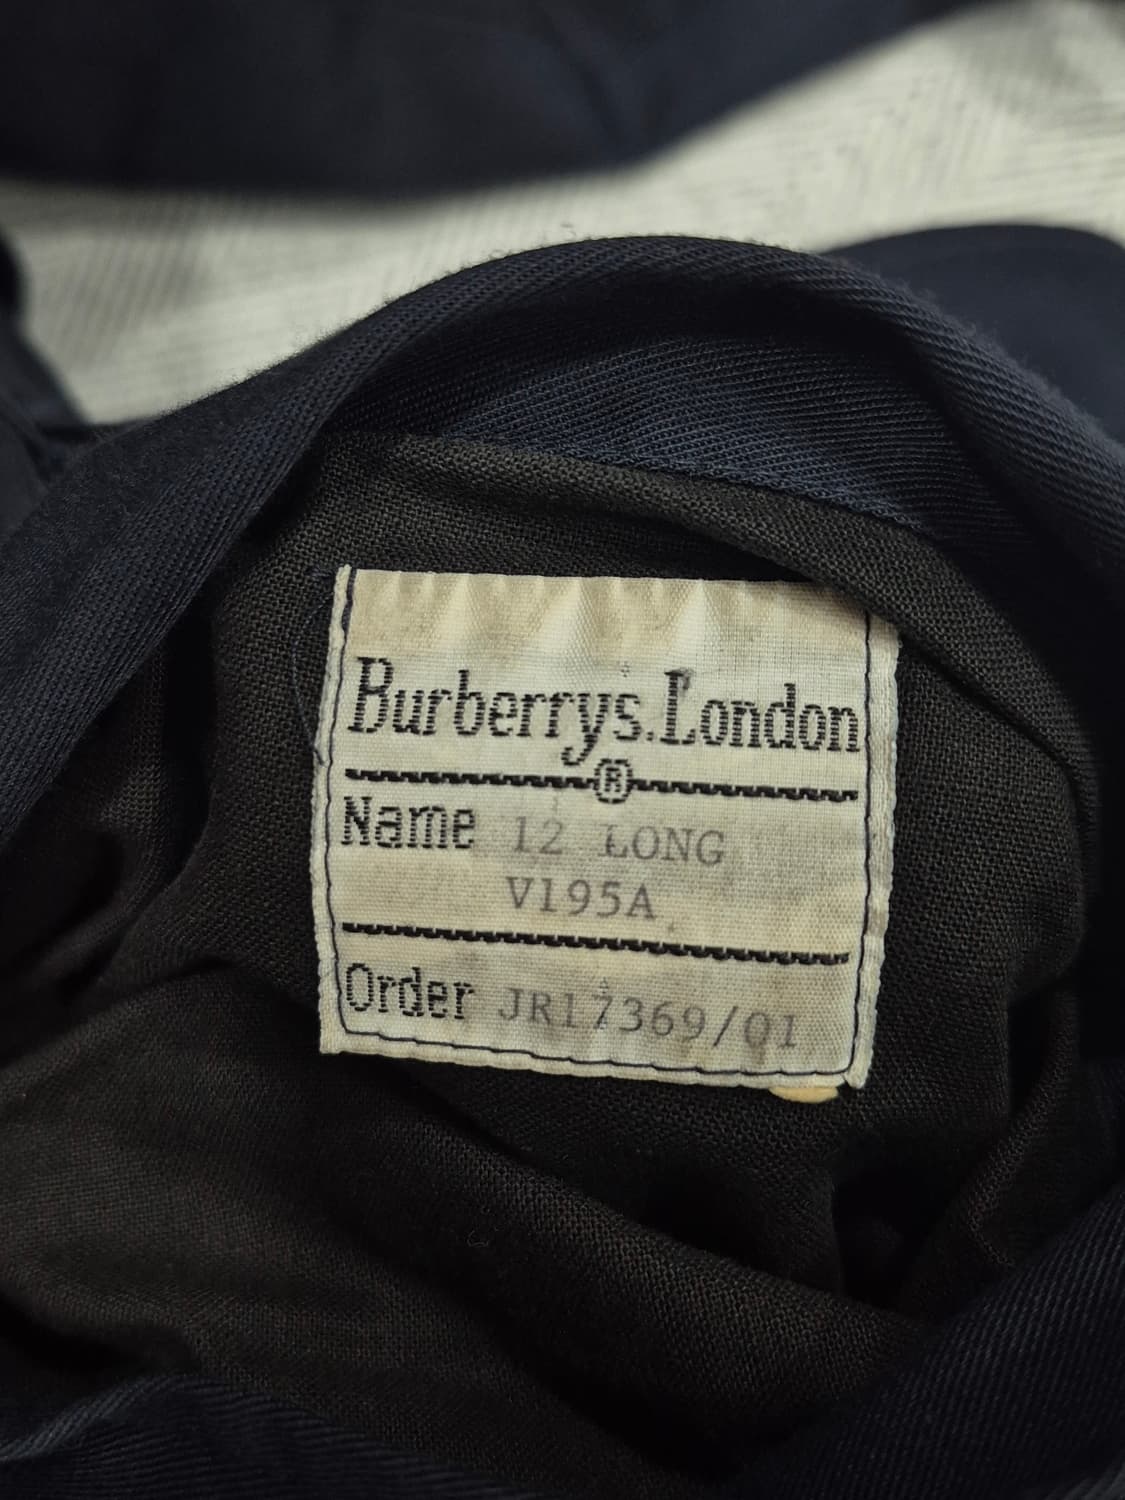 Burberrys.London
®
Name 12 LONG
V195A
Order JR17369/01